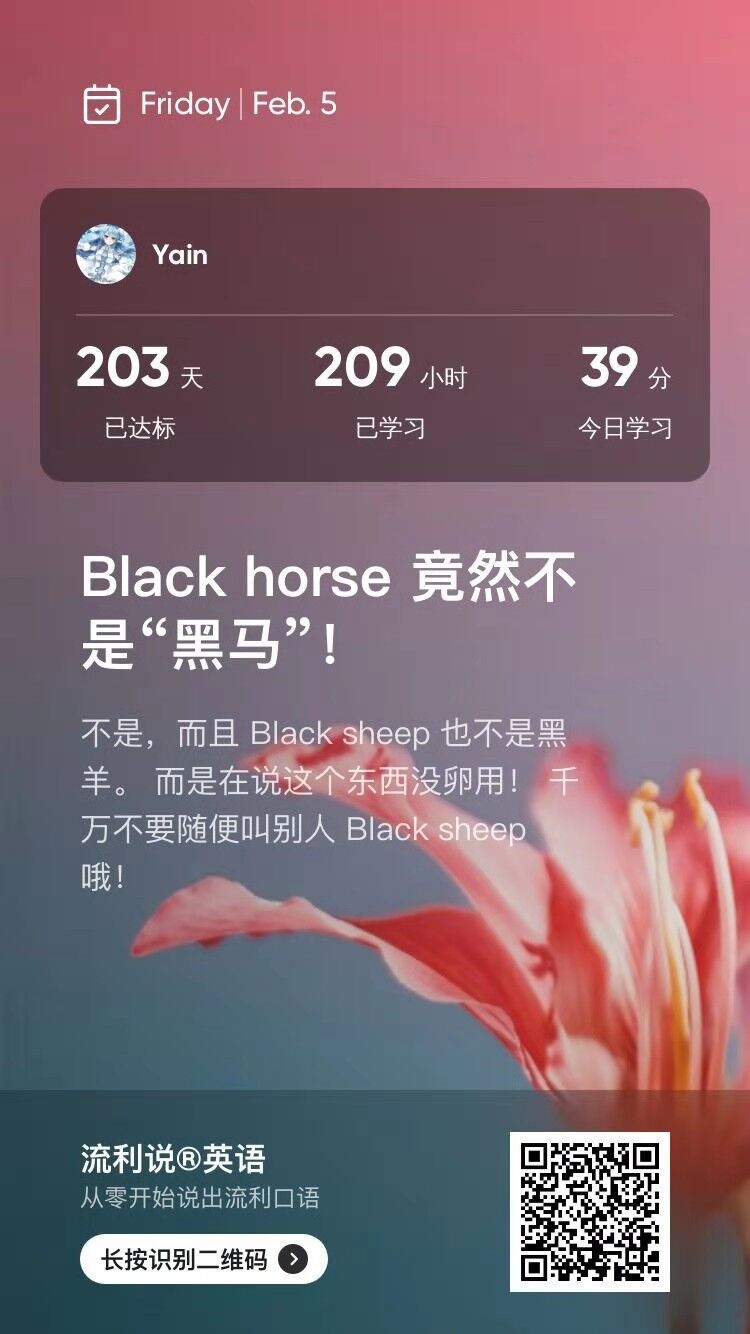 Friday | Feb. 5
Yain
203 天 209 小时 39 分
已达标 已学习 今日学习
Black horse 竟然不
是“黑马”！
不是，而且 Black sheep 也不是黑
羊。 而是在说这个东西没卵用！ 千
万不要随便叫别人 Black sheep
哦！
流利说®英语
从零开始说出流利口语
长按识别二维码